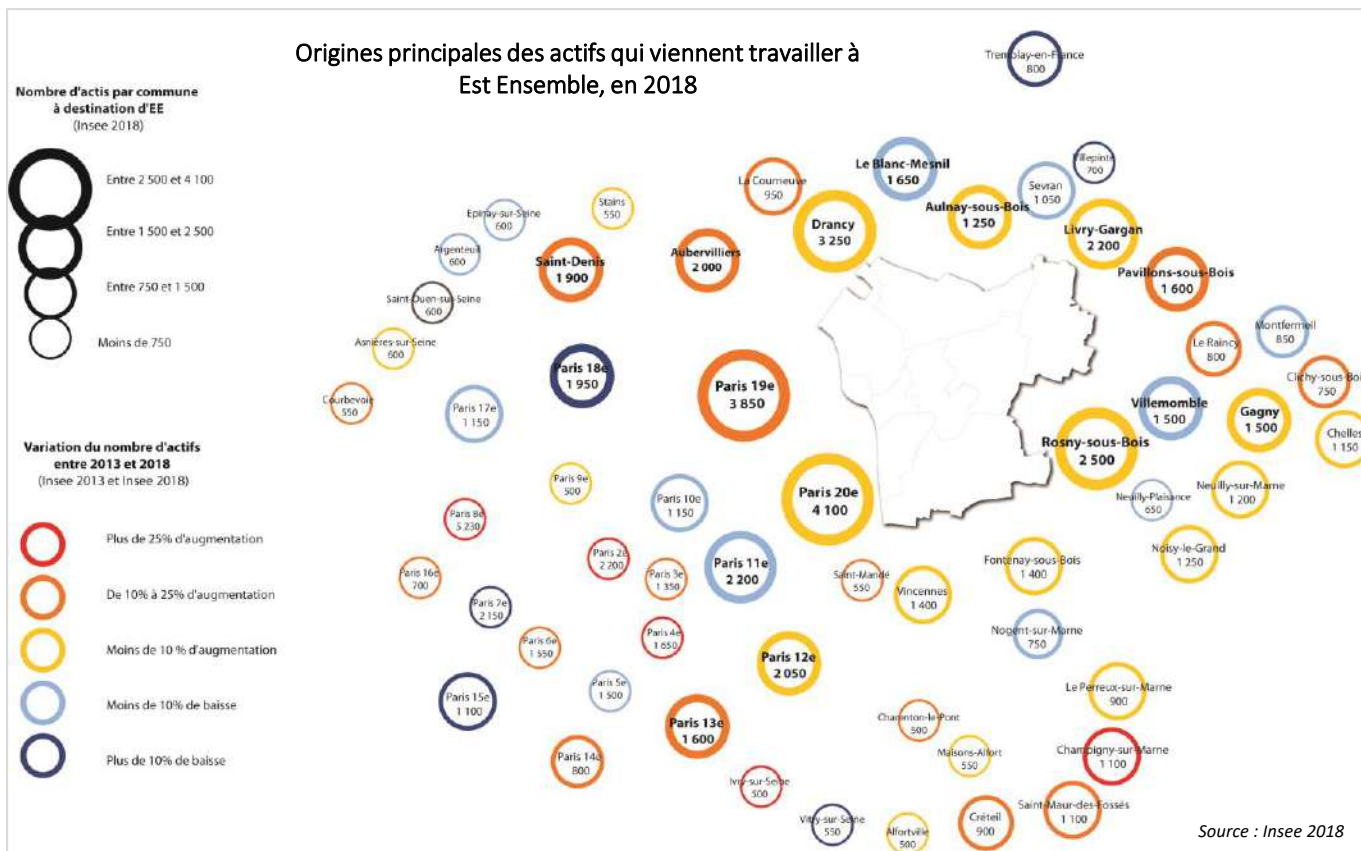 Origines principales des actifs qui viennent travailler à
Est Ensemble, en 2018
Nombre d'actis par commune
à destination d'EE
(Insee 2018)
Entre 2 500 et 4 100
Entre 1 500 et 2 500
Entre 750 et 1 500
Moins de 750
Variation du nombre d'actifs
entre 2013 et 2018
(Insee 2013 et Insee 2018)
Plus de 25% d'augmentation
De 10% à 25% d'augmentation
Moins de 10 % d'augmentation
Moins de 10% de baisse
Plus de 10% de baisse
Tremblay-en-France
800
Le Blanc-Mesnil
1 650
Villepinte
700
La Courneuve
950
Sevran
1 050
Stains
550
Aulnay-sous-Bois
1 250
Epinay-sur-Seine
600
Drancy
3 250
Livry-Gargan
2 200
Argenteuil
600
Saint-Denis
1 900
Aubervilliers
2 000
Pavillons-sous-Bois
1 600
Saint-Ouen-sur-Seine
600
Montfermeil
850
Asnières-sur-Seine
600
Le Raincy
800
Paris 18e
1 950
Clichy-sous-Bois
750
Paris 19e
3 850
Courbevoie
550
Paris 17e
1 150
Villemomble
1 500
Gagny
1 500
Chelles
1 150
Rosny-sous-Bois
2 500
Paris 9e
500
Paris 10e
1 150
Paris 20e
4 100
Neuilly-Plaisance
650
Neuilly-sur-Marne
1 200
Paris 8e
5 230
Paris 2e
2 200
Paris 11e
2 200
Fontenay-sous-Bois
1 400
Noisy-le-Grand
1 250
Paris 16e
700
Paris 3e
1 350
Saint-Mandé
550
Vincennes
1 400
Paris 7e
2 150
Paris 4e
1 650
Nogent-sur-Marne
750
Paris 6e
1 550
Paris 12e
2 050
Paris 5e
1 500
Paris 15e
1 100
Le Perreux-sur-Marne
900
Paris 13e
1 600
Charenton-le-Pont
500
Paris 14e
800
Maisons-Alfort
550
Champigny-sur-Marne
1 100
Ivry-sur-Seine
500
Saint-Maur-des-Fossés
1 100
Vitry-sur-Seine
550
Alfortville
500
Créteil
900
Source : Insee 2018